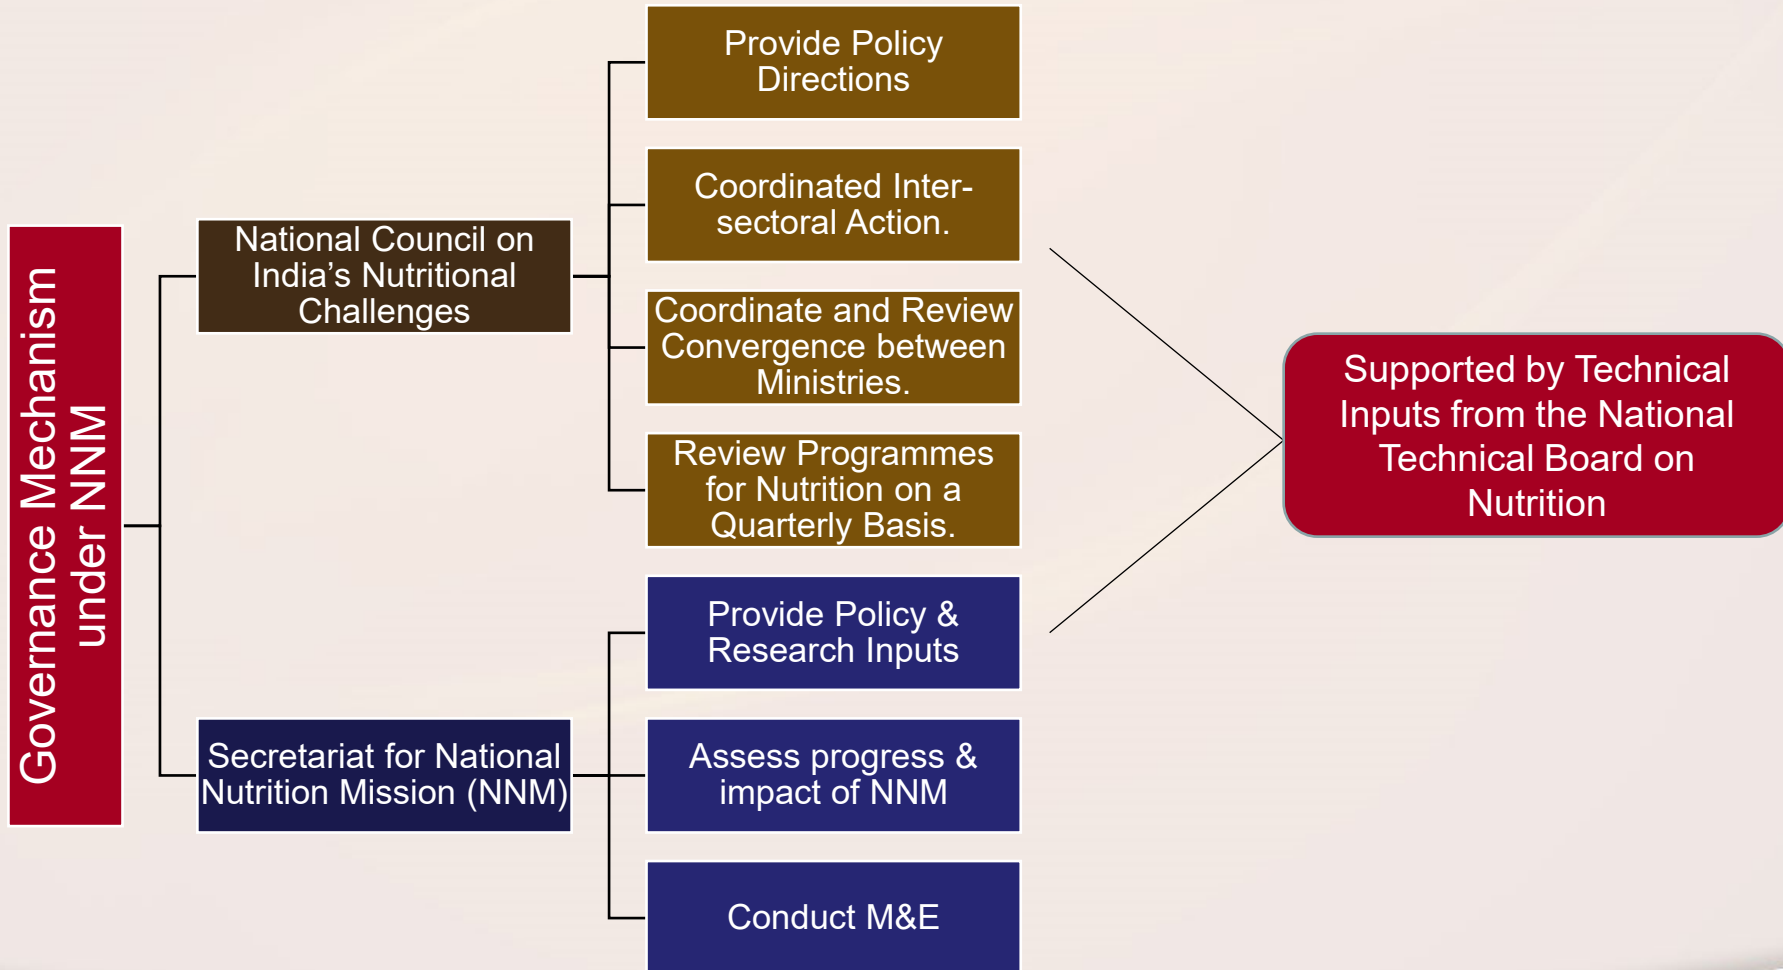 Governance Mechanism
under NNM
National Council on
India’s Nutritional
Challenges
Provide Policy
Directions
Coordinated Inter-
sectoral Action.
Coordinate and Review
Convergence between
Ministries.
Review Programmes
for Nutrition on a
Quarterly Basis.
Secretariat for National
Nutrition Mission (NNM)
Provide Policy &
Research Inputs
Assess progress &
impact of NNM
Conduct M&E
Supported by Technical
Inputs from the National
Technical Board on
Nutrition